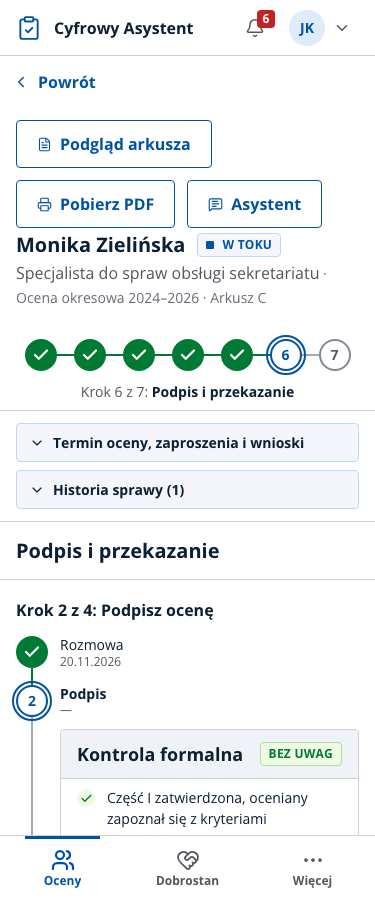 Cyfrowy Asystent
6
JK
Powrót
Podgląd arkusza
Pobierz PDF
Asystent
Monika Zielińska
W TOKU
Specjalista do spraw obsługi sekretariatu ·
Ocena okresowa 2024–2026 · Arkusz C
6
7
Krok 6 z 7: Podpis i przekazanie
Termin oceny, zaproszenia i wnioski
Historia sprawy (1)
Podpis i przekazanie
Krok 2 z 4: Podpisz ocenę
Rozmowa
20.11.2026
2
Podpis
—
Kontrola formalna
BEZ UWAG
Część I zatwierdzona, oceniany
zapoznał się z kryteriami
Oceny
Dobrostan
Więcej